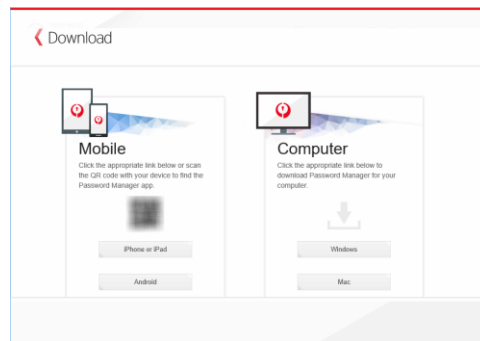 Download
Mobile
Click the appropriate link below or scan
the QR code with your device to find the
Password Manager app.
iPhone or iPad
Android
Computer
Click the appropriate link below to
download Password Manager for your
computer.
Windows
Mac